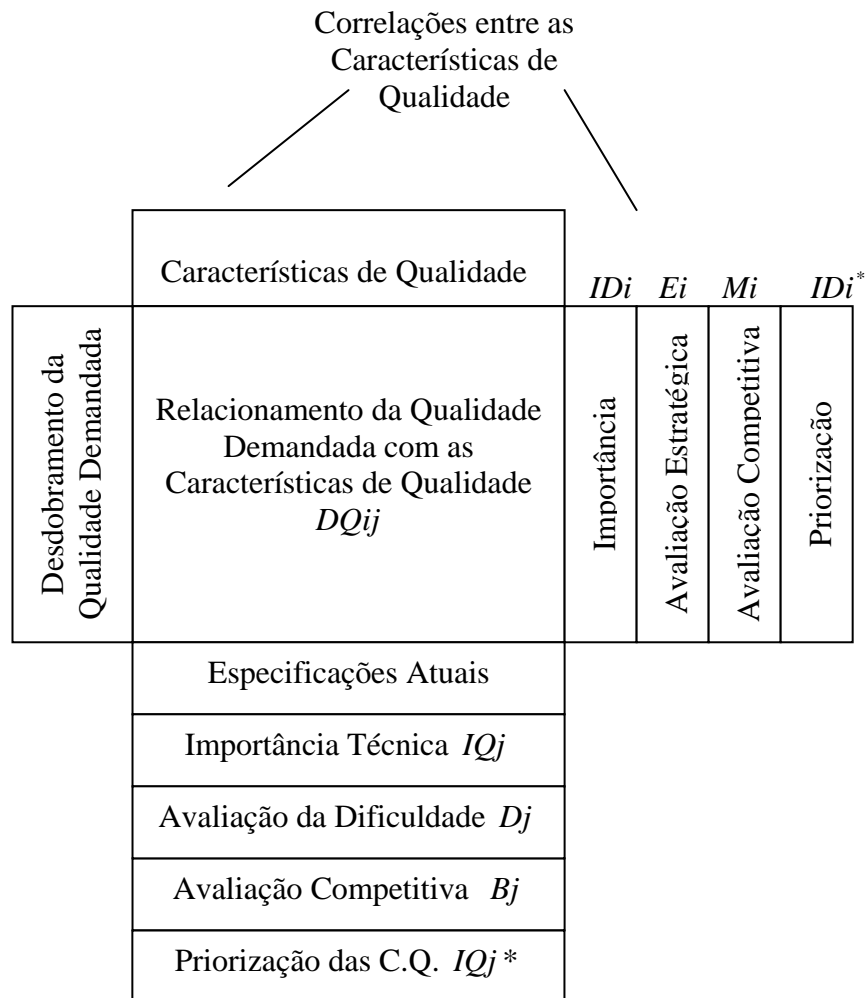 Correlações entre as
Características de
Qualidade
Características de Qualidade
IDi Ei Mi IDi*
Desdobramento da
Qualidade Demandada
Relacionamento da Qualidade
Demandada com as
Características de Qualidade
DQij
Importância
Avaliação Estratégica
Avaliação Competitiva
Priorização
Especificações Atuais
Importância Técnica IQj
Avaliação da Dificuldade Dj
Avaliação Competitiva Bj
Priorização das C.Q. IQj *